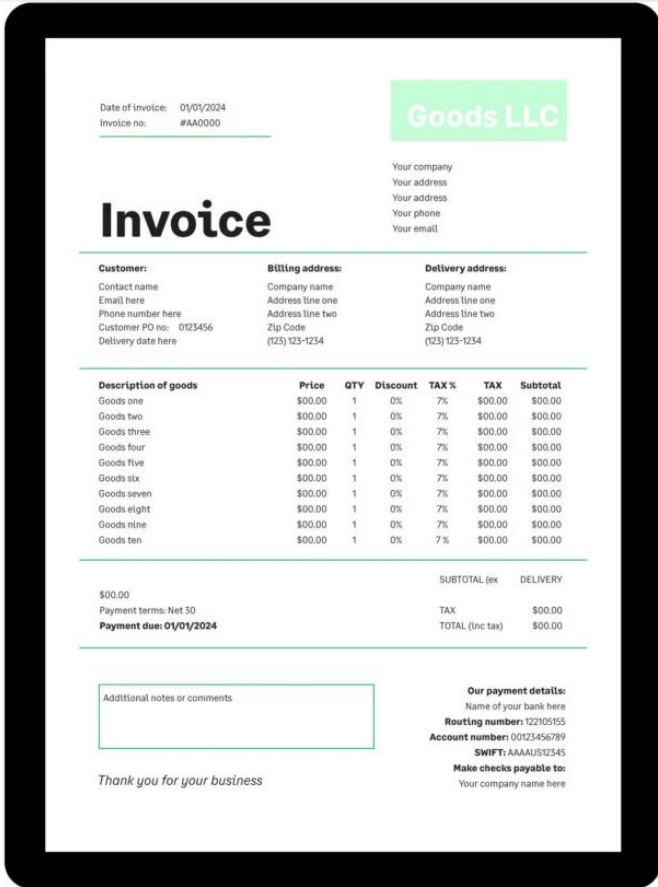 Date of invoice: 01/01/2024
Invoice no: #AA0000
Goods LLC
Your company
Your address
Your address
Your phone
Your email
Invoice
Customer:
Contact name
Email here
Phone number here
Customer PO no: 0123456
Delivery date here
Billing address:
Company name
Address line one
Address line two
Zip Code
(123) 123-1234
Delivery address:
Company name
Address line one
Address line two
Zip Code
(123) 123-1234
Description of goods Price QTY Discount TAX % TAX Subtotal
Goods one $00.00 1 0% 7% $00.00 $00.00
Goods two $00.00 1 0% 7% $00.00 $00.00
Goods three $00.00 1 0% 7% $00.00 $00.00
Goods four $00.00 1 0% 7% $00.00 $00.00
Goods five $00.00 1 0% 7% $00.00 $00.00
Goods six $00.00 1 0% 7% $00.00 $00.00
Goods seven $00.00 1 0% 7% $00.00 $00.00
Goods eight $00.00 1 0% 7% $00.00 $00.00
Goods nine $00.00 1 0% 7% $00.00 $00.00
Goods ten $00.00 1 0% 7 % $00.00 $00.00
SUBTOTAL (ex DELIVERY
$00.00
Payment terms: Net 30 TAX $00.00
Payment due: 01/01/2024 TOTAL (inc tax) $00.00
Additional notes or comments
Thank you for your business
Our payment details:
Name of your bank here
Routing number: 122105155
Account number: 00123456789
SWIFT: AAAAUS12345
Make checks payable to:
Your company name here